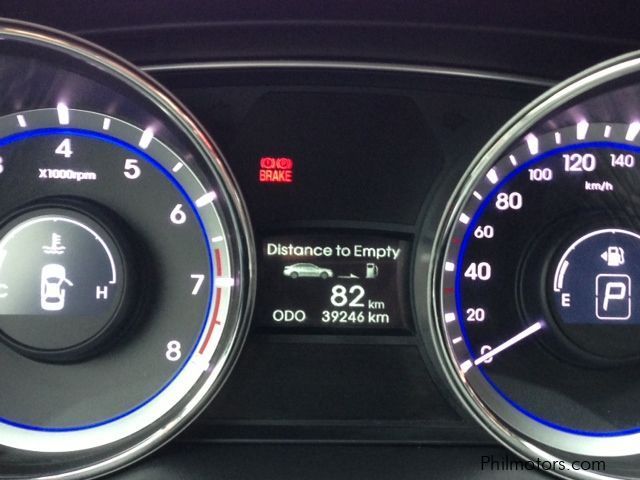 3 4 5 6 7 8
X1000rpm
C H
BRAKE
Distance to Empty
82 km
ODO 39246 km
0 20 40 60 80 100 120 140
km/h
E
P
Philmotors.com